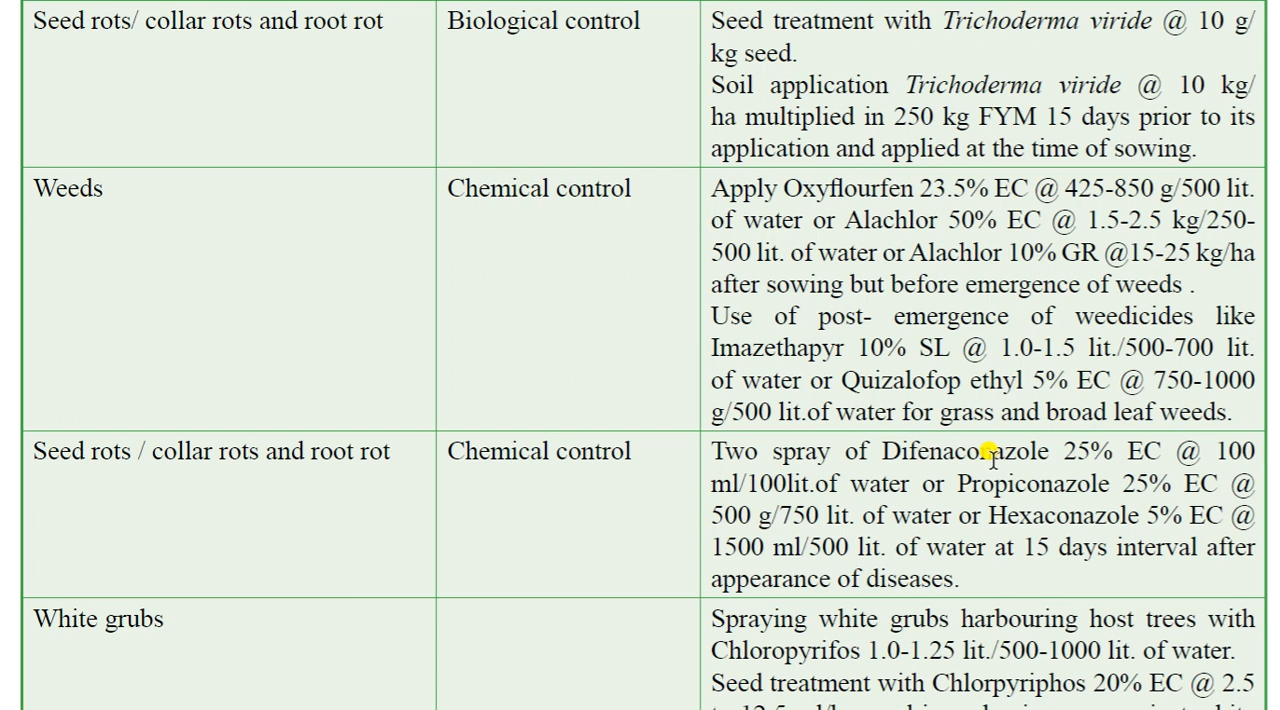 Seed rots/ collar rots and root rot
Biological control
Seed treatment with Trichoderma viride @ 10 g/
kg seed.
Soil application Trichoderma viride @ 10 kg/
ha multiplied in 250 kg FYM 15 days prior to its
application and applied at the time of sowing.
Weeds
Chemical control
Apply Oxyflourfen 23.5% EC @ 425-850 g/500 lit.
of water or Alachlor 50% EC @ 1.5-2.5 kg/250-
500 lit. of water or Alachlor 10% GR @15-25 kg/ha
after sowing but before emergence of weeds .
Use of post- emergence of weedicides like
Imazethapyr 10% SL @ 1.0-1.5 lit./500-700 lit.
of water or Quizalofop ethyl 5% EC @ 750-1000
g/500 lit.of water for grass and broad leaf weeds.
Seed rots / collar rots and root rot
Chemical control
Two spray of Difenaconazole 25% EC @ 100
ml/100lit.of water or Propiconazole 25% EC @
500 g/750 lit. of water or Hexaconazole 5% EC @
1500 ml/500 lit. of water at 15 days interval after
appearance of diseases.
White grubs
Spraying white grubs harbouring host trees with
Chloropyrifos 1.0-1.25 lit./500-1000 lit. of water.
Seed treatment with Chlorpyriphos 20% EC @ 2.5